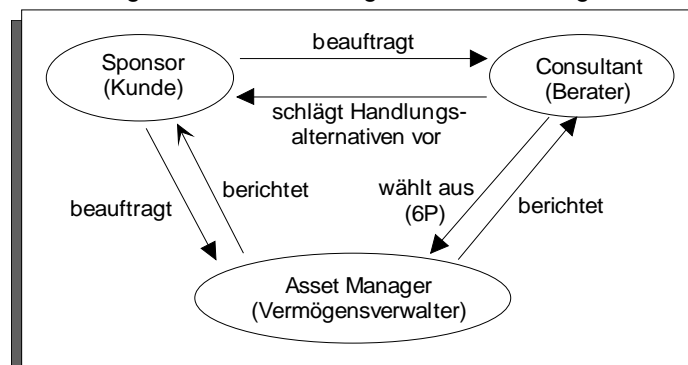 beauftragt
Sponsor
(Kunde)
Consultant
(Berater)
schlägt Handlungs-
alternativen vor
beauftragt
berichtet
wählt aus
(6P)
berichtet
Asset Manager
(Vermögensverwalter)